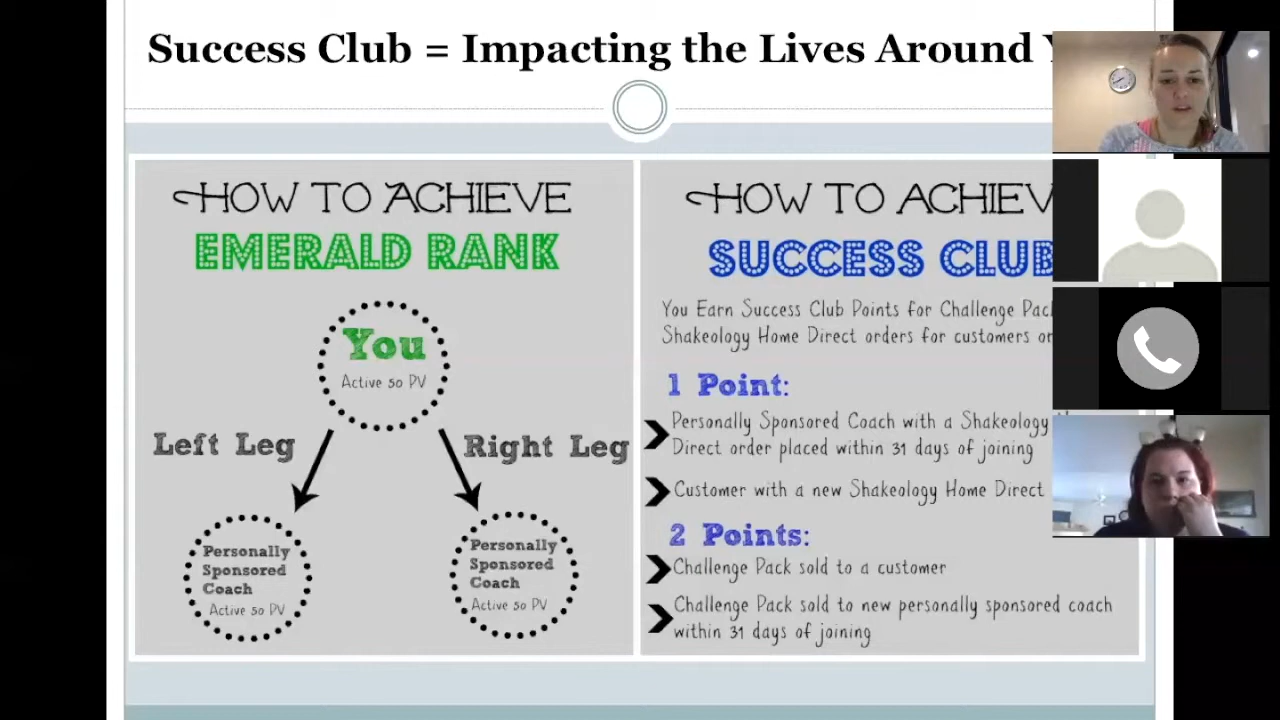 Success Club = Impacting the Lives Around
HOW TO ACHIEVE
EMERALD RANK
You
Active 50 PV
Left Leg
Right Leg
Personally
Sponsored
Coach
Active 50 PV
Personally
Sponsored
Coach
Active 50 PV
HOW TO ACHIEV
SUCCESS CLUB
You Earn Success Club Points for Challenge Pac
Shakeology Home Direct orders for customers or
1 Point:
Personally Sponsored Coach with a Shakeology
Direct order placed within 31 days of joining
Customer with a new Shakeology Home Direct
2 Points:
Challenge Pack sold to a customer
Challenge Pack sold to new personally sponsored coach
within 31 days of joining